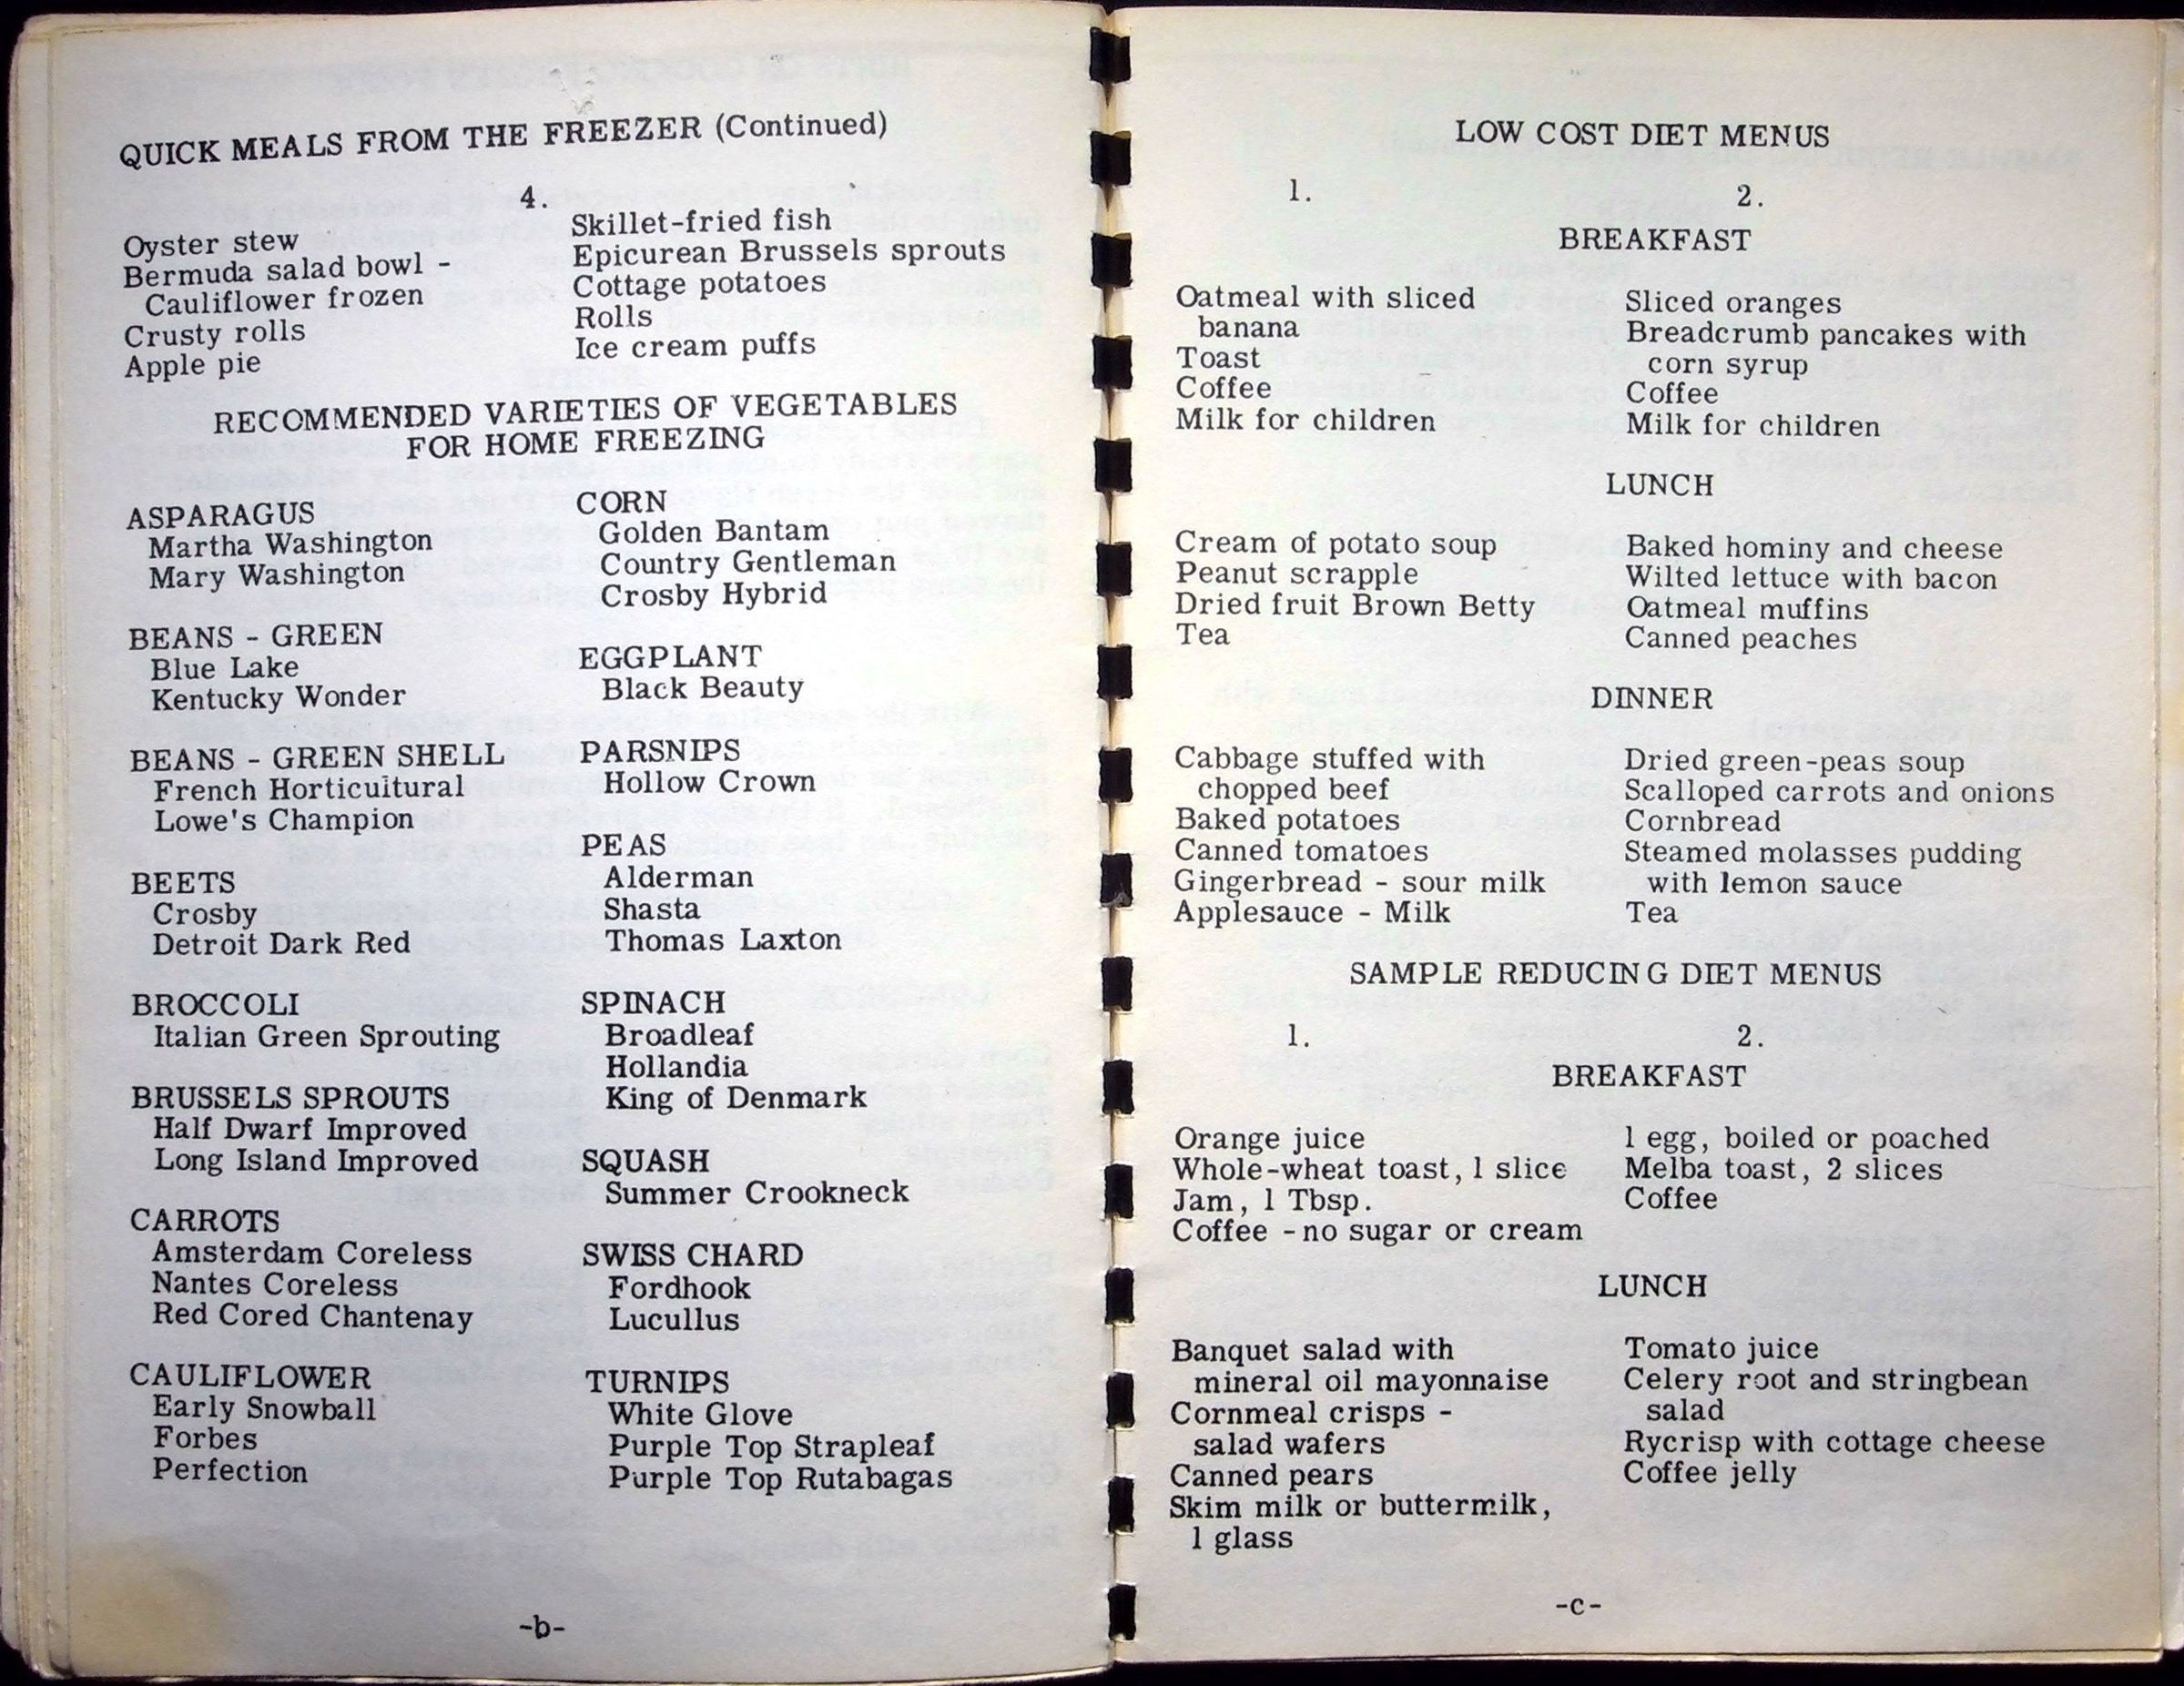 QUICK MEALS FROM THE FREEZER (Continued)
4.
Oyster stew
Bermuda salad bowl -
Cauliflower frozen
Crusty rolls
Apple pie
Skillet-fried fish
Epicurean Brussels sprouts
Cottage potatoes
Rolls
Ice cream puffs
RECOMMENDED VARIETIES OF VEGETABLES
FOR HOME FREEZING
ASPARAGUS
Martha Washington
Mary Washington
BEANS - GREEN
Blue Lake
Kentucky Wonder
BEANS - GREEN SHELL
French Horticuitural
Lowe's Champion
BEETS
Crosby
Detroit Dark Red
BROCCOLI
Italian Green Sprouting
BRUSSELS SPROUTS
Half Dwarf Improved
Long Island Improved
CARROTS
Amsterdam Coreless
Nantes Coreless
Red Cored Chantenay
CAULIFLOWER
Early Snowball
Forbes
Perfection
CORN
Golden Bantam
Country Gentleman
Crosby Hybrid
EGGPLANT
Black Beauty
PARSNIPS
Hollow Crown
PEAS
Alderman
Shasta
Thomas Laxton
SPINACH
Broadleaf
Hollandia
King of Denmark
SQUASH
Summer Crookneck
SWISS CHARD
Fordhook
Lucullus
TURNIPS
White Glove
Purple Top Strapleaf
Purple Top Rutabagas
-b-
LOW COST DIET MENUS
1.
2.
BREAKFAST
Oatmeal with sliced
banana
Toast
Coffee
Milk for children
Sliced oranges
Breadcrumb pancakes with
corn syrup
Coffee
Milk for children
LUNCH
Cream of potato soup
Peanut scrapple
Dried fruit Brown Betty
Tea
Baked hominy and cheese
Wilted lettuce with bacon
Oatmeal muffins
Canned peaches
DINNER
Cabbage stuffed with
chopped beef
Baked potatoes
Canned tomatoes
Gingerbread - sour milk
Applesauce - Milk
Dried green-peas soup
Scalloped carrots and onions
Cornbread
Steamed molasses pudding
with lemon sauce
Tea
SAMPLE REDUCING DIET MENUS
1.
2.
BREAKFAST
Orange juice
Whole-wheat toast, 1 slice
Jam, 1 Tbsp.
Coffee - no sugar or cream
1 egg, boiled or poached
Melba toast, 2 slices
Coffee
LUNCH
Banquet salad with
mineral oil mayonnaise
Cornmeal crisps -
salad wafers
Canned pears
Skim milk or buttermilk,
1 glass
Tomato juice
Celery root and stringbean
salad
Rycrisp with cottage cheese
Coffee jelly
-c-